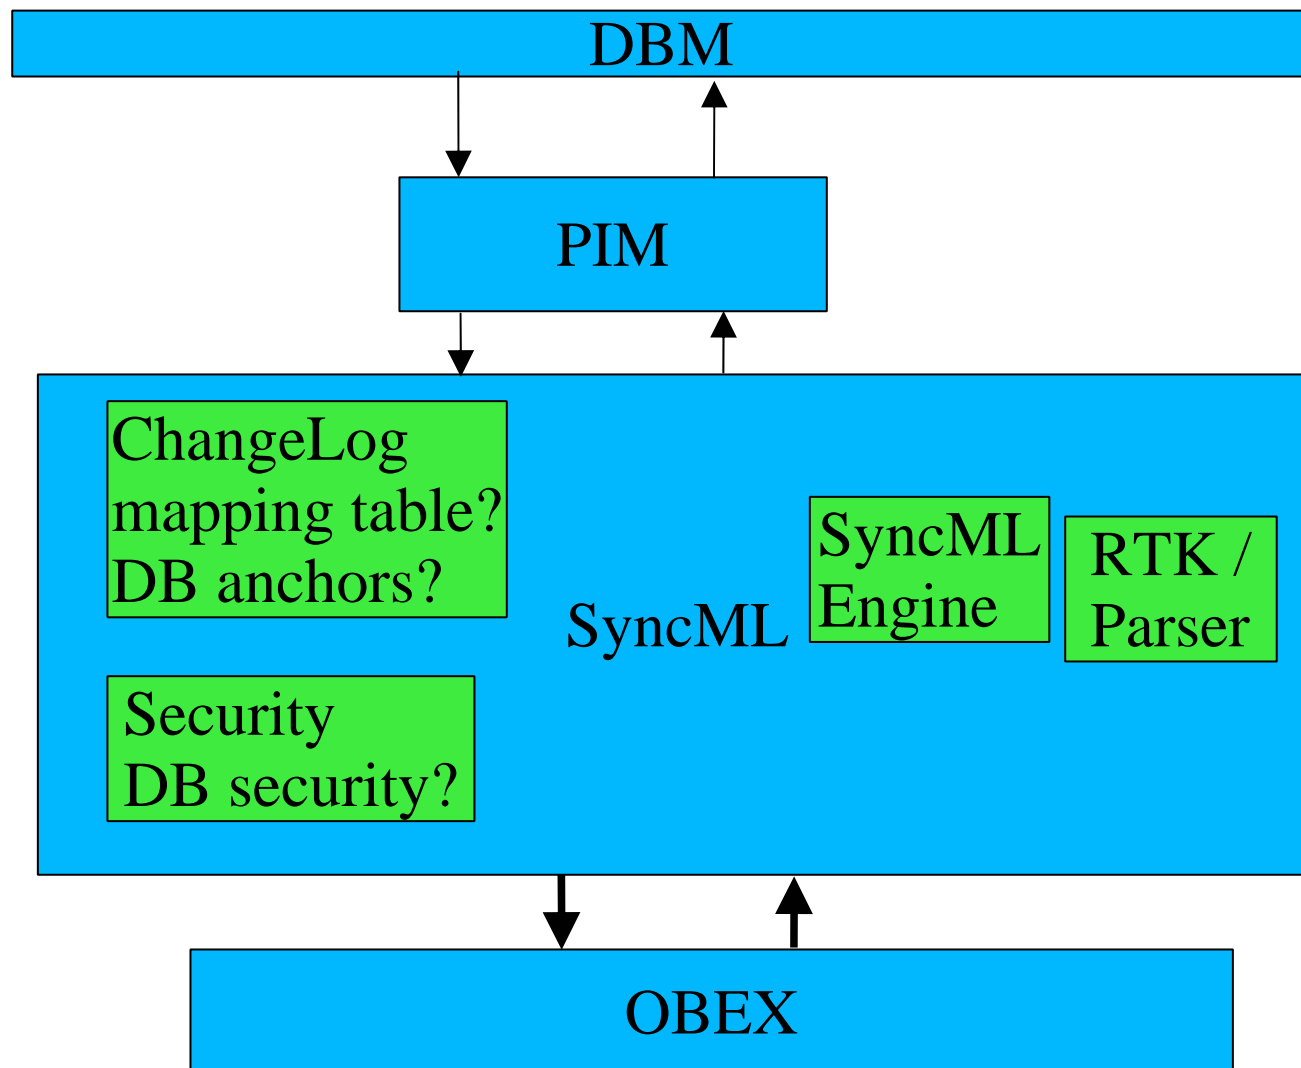 DBM
PIM
ChangeLog
mapping table?
DB anchors?
SyncML
Engine
RTK /
Parser
SyncML
Security
DB security?
OBEX